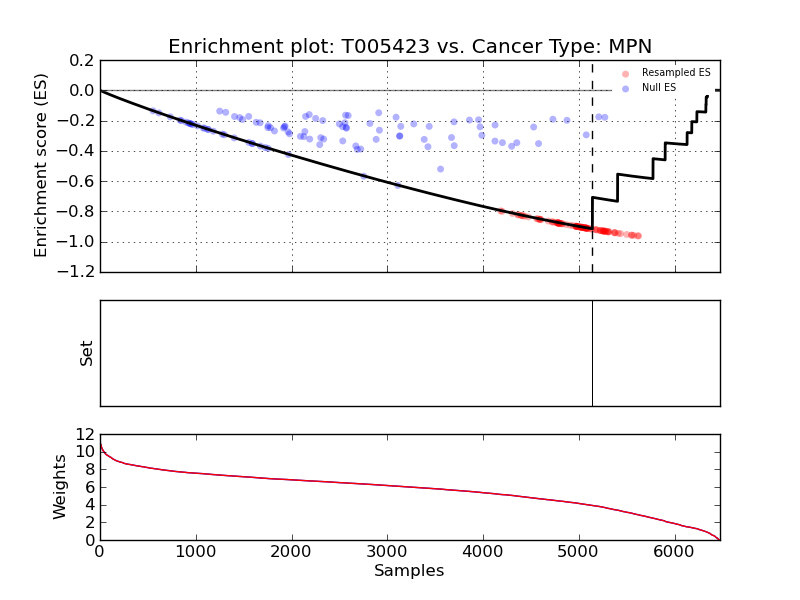 Enrichment plot: T005423 vs. Cancer Type: MPN
Enrichment score (ES)
0.2
0.0
−0.2
−0.4
−0.6
−0.8
−1.0
−1.2
Resampled ES
Null ES
Set
Weights
12
10
8
6
4
2
0
0 1000 2000 3000 4000 5000 6000
Samples